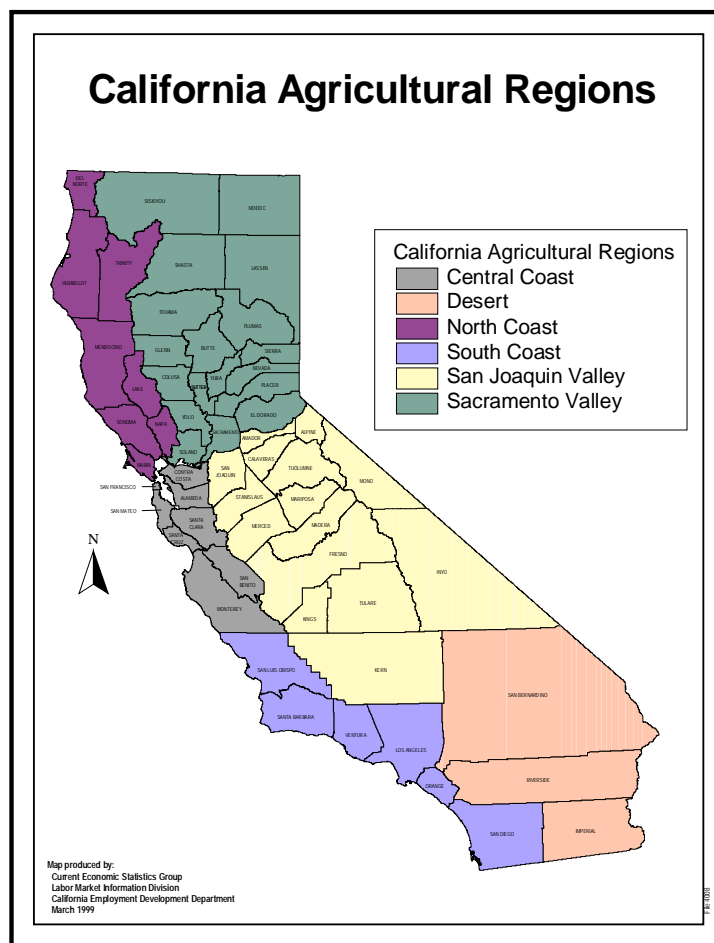 California Agricultural Regions
DEL
NORTE
SISKIYOU
MODOC
California Agricultural Regions
Central Coast
Desert
North Coast
South Coast
San Joaquin Valley
Sacramento Valley
HUMBOLDT
TRINITY
SHASTA
LASSEN
TEHAMA
PLUMAS
MENDOCINO
GLENN
BUTTE
SIERRA
NEVADA
LAKE
COLUSA
SUTTER
YUBA
PLACER
SONOMA
NAPA
YOLO
SACRAMENTO
EL DORADO
MARIN
SOLANO
AMADOR
ALPINE
CONTRA
COSTA
SAN
JOAQUIN
CALAVERAS
TUOLUMNE
MONO
SAN FRANCISCO
ALAMEDA
STANISLAUS
MARIPOSA
SAN MATEO
SANTA
CLARA
SANTA
CRUZ
MERCED
MADERA
FRESNO
INYO
N
SAN
BENITO
MONTEREY
KINGS
TULARE
SAN LUIS OBISPO
KERN
SAN BERNARDINO
SANTA BARBARA
VENTURA
LOS ANGELES
ORANGE
RIVERSIDE
SAN DIEGO
IMPERIAL
Map produced by:
Current Economic Statistics Group
Labor Market Information Division
California Employment Development Department
March 1999